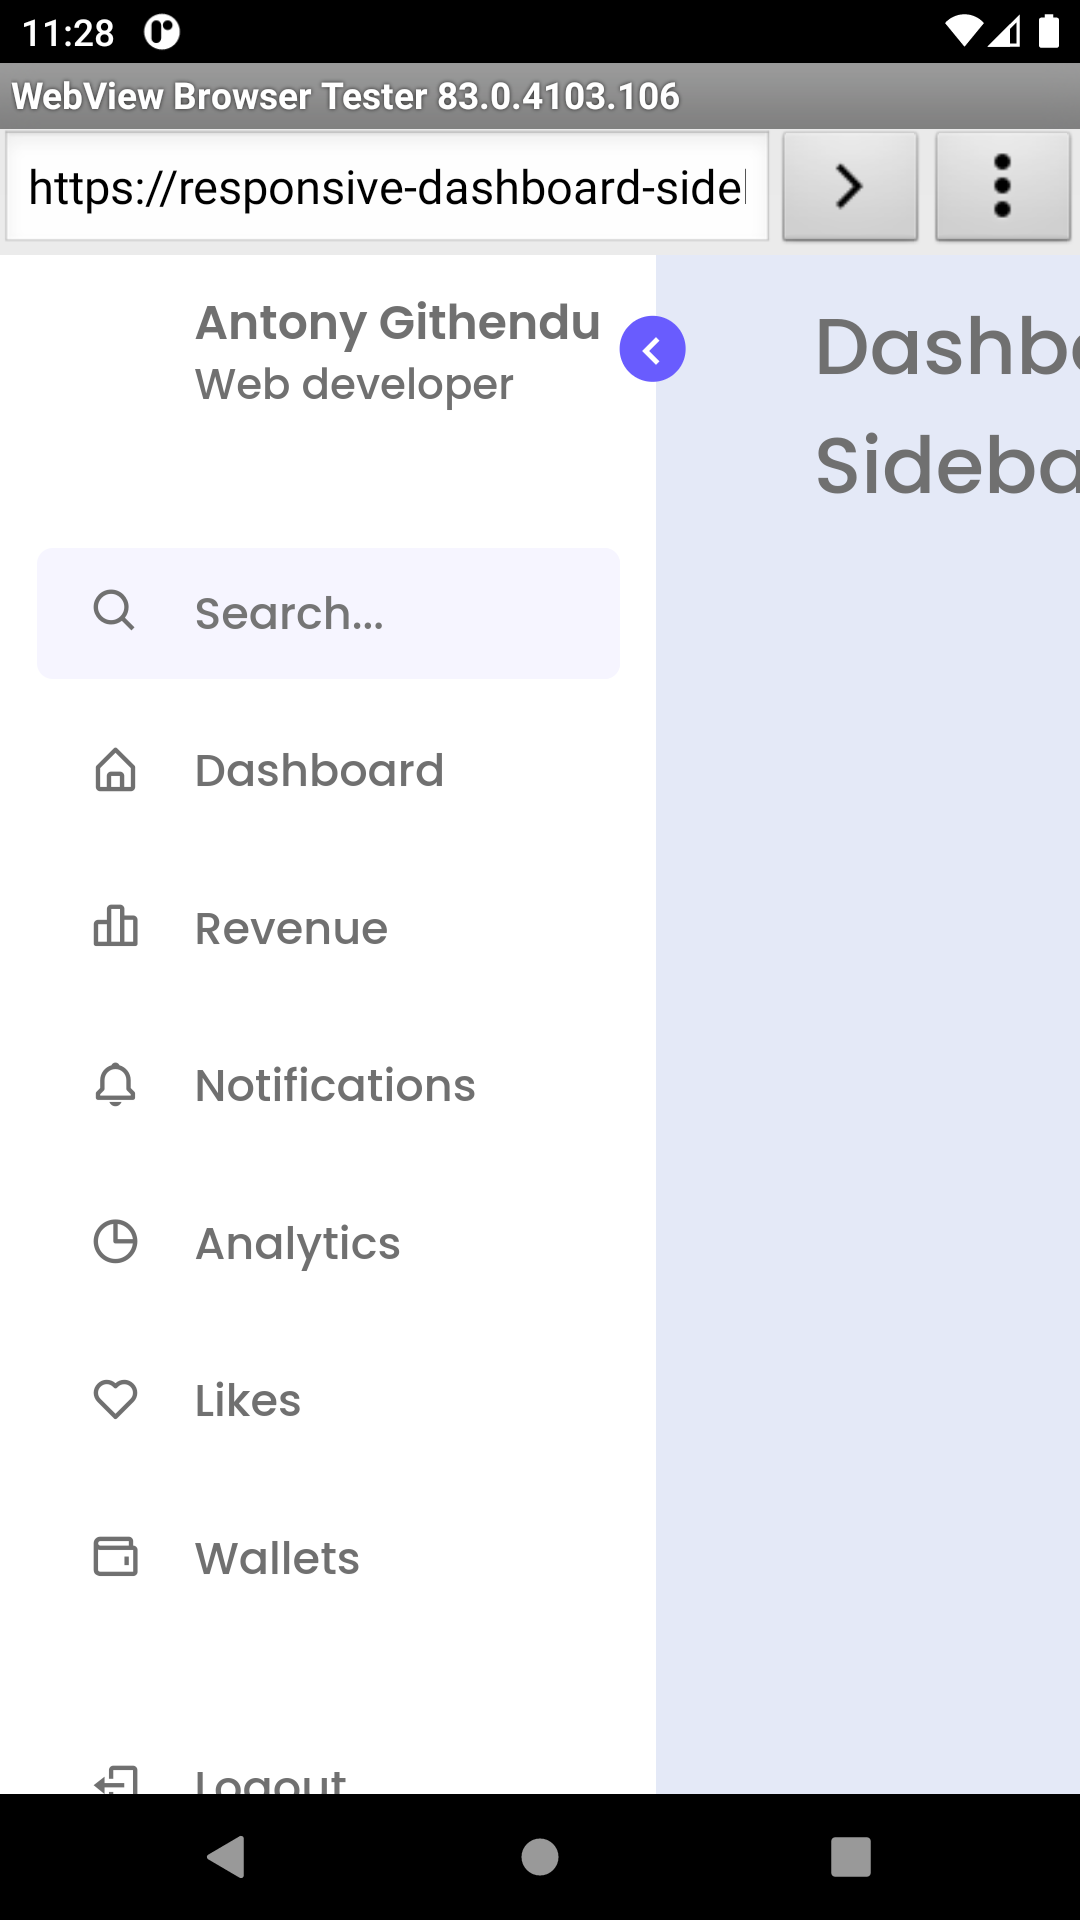 11:28
WebView Browser Tester 83.0.4103.106
https://responsive-dashboard-side
Antony Githendu
Web developer
Dashbo
Sideba
Search...
Dashboard
Revenue
Notifications
Analytics
Likes
Wallets
Logout